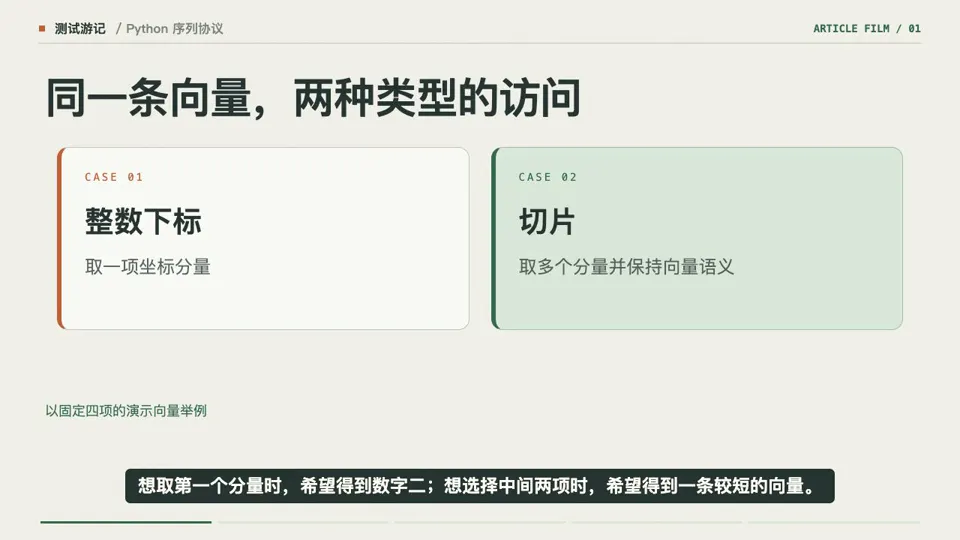 测试游记 / Python 序列协议
ARTICLE FILM / 01
同一条向量，两种类型的访问
CASE 01
整数下标
取一项坐标分量
CASE 02
切片
取多个分量并保持向量语义
以固定四项的演示向量举例
想取第一个分量时，希望得到数字二；想选择中间两项时，希望得到一条较短的向量。